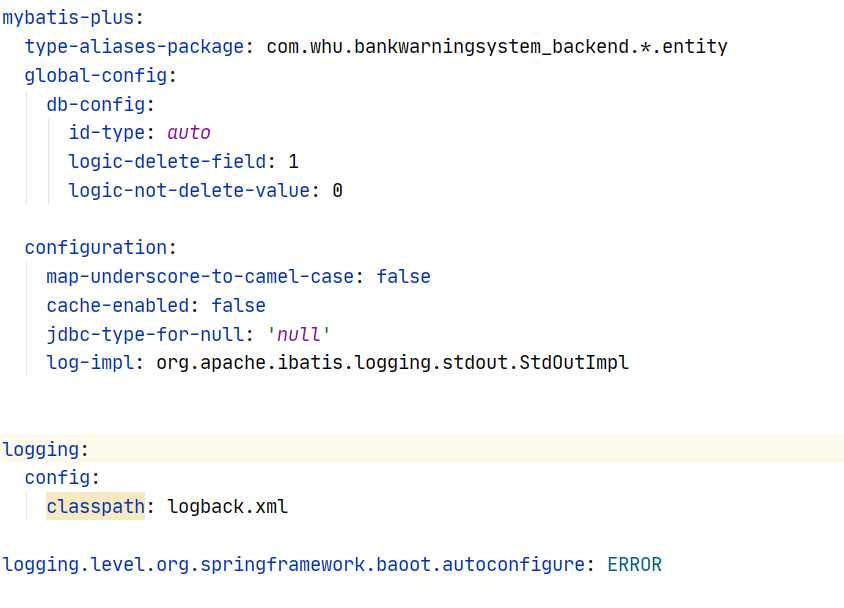 mybatis-plus:
  type-aliases-package: com.whu.bankwarningsystem_backend.*.entity
  global-config:
    db-config:
      id-type: auto
      logic-delete-field: 1
      logic-not-delete-value: 0
  configuration:
    map-underscore-to-camel-case: false
    cache-enabled: false
    jdbc-type-for-null: 'null'
    log-impl: org.apache.ibatis.logging.stdout.StdOutImpl
logging:
  config:
    classpath: logback.xml
logging.level.org.springframework.baoot.autoconfigure: ERROR